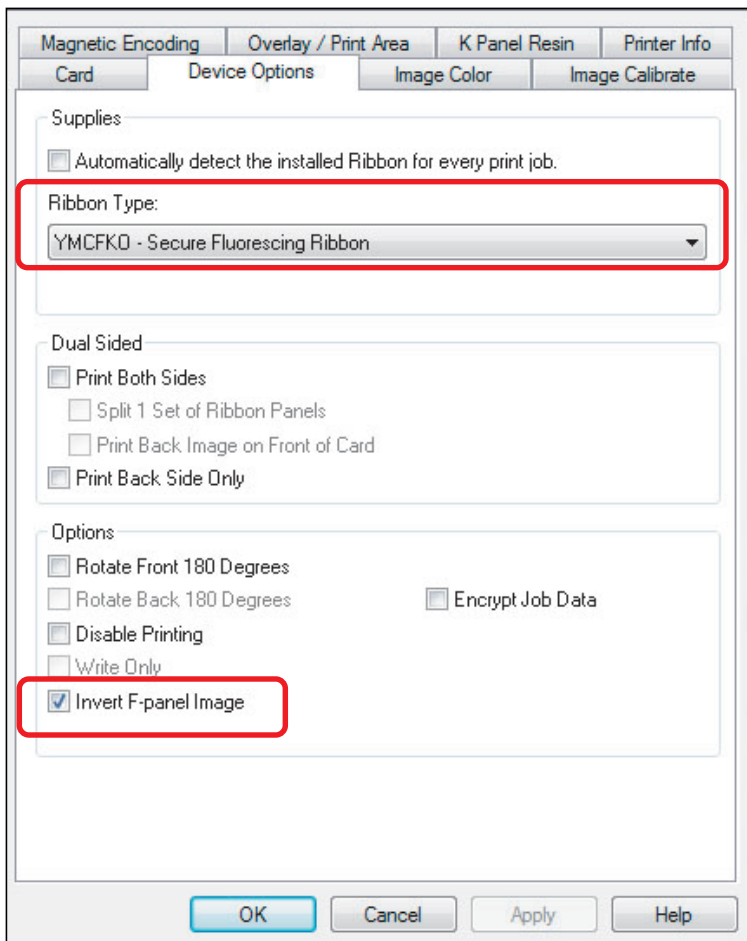 Magnetic Encoding Overlay / Print Area K Panel Resin Printer Info
Card Device Options Image Color Image Calibrate
Supplies
Automatically detect the installed Ribbon for every print job.
Ribbon Type:
YMCFKO - Secure Fluorescing Ribbon
Dual Sided
Print Both Sides
Split 1 Set of Ribbon Panels
Print Back Image on Front of Card
Print Back Side Only
Options
Rotate Front 180 Degrees
Rotate Back 180 Degrees Encrypt Job Data
Disable Printing
Write Only
Invert F-panel Image
OK Cancel Apply Help